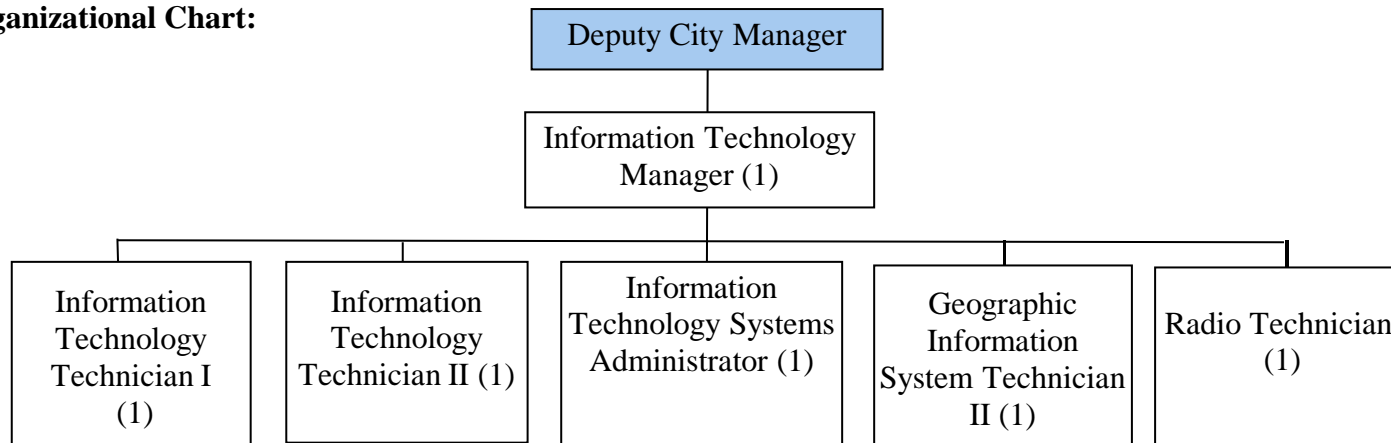 ganizational Chart:
Deputy City Manager
Information Technology
Manager (1)
Information
Technology
Technician I
(1)
Information
Technology
Technician II (1)
Information
Technology Systems
Administrator (1)
Geographic
Information
System Technician
II (1)
Radio Technician
(1)